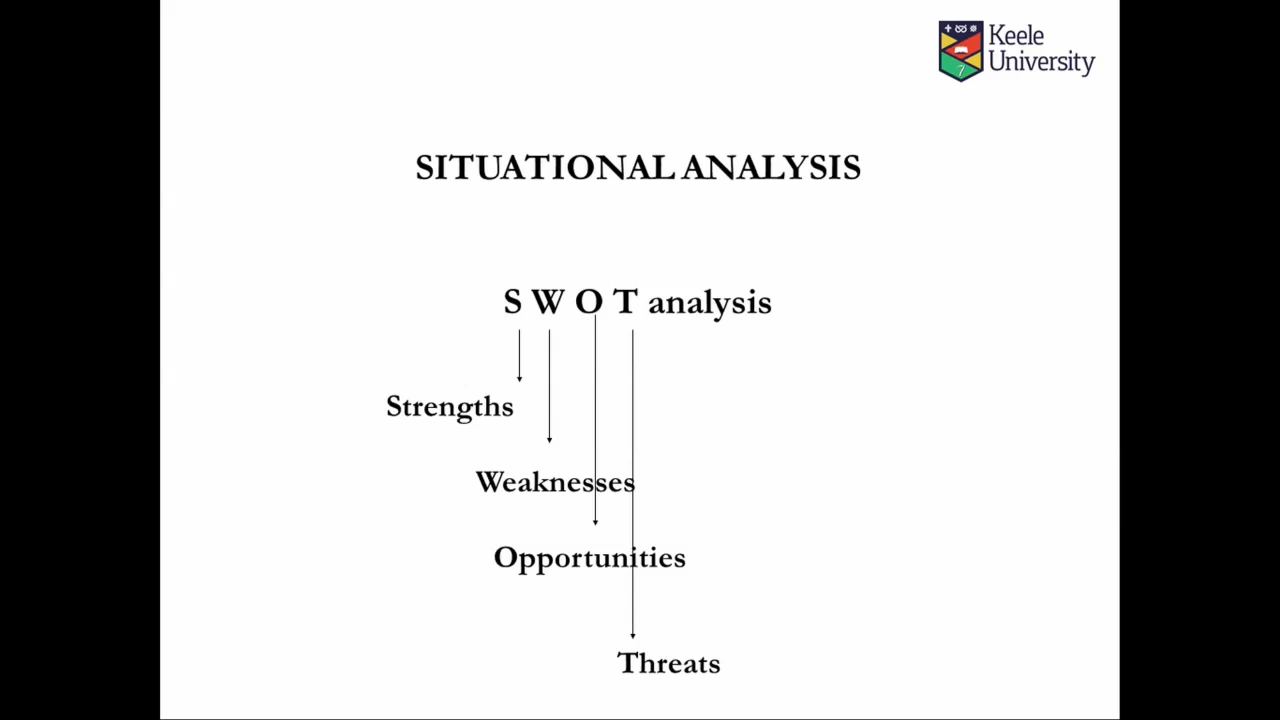 Keele
University
SITUATIONAL ANALYSIS
S W O T analysis
Strengths
Weaknesses
Opportunities
Threats